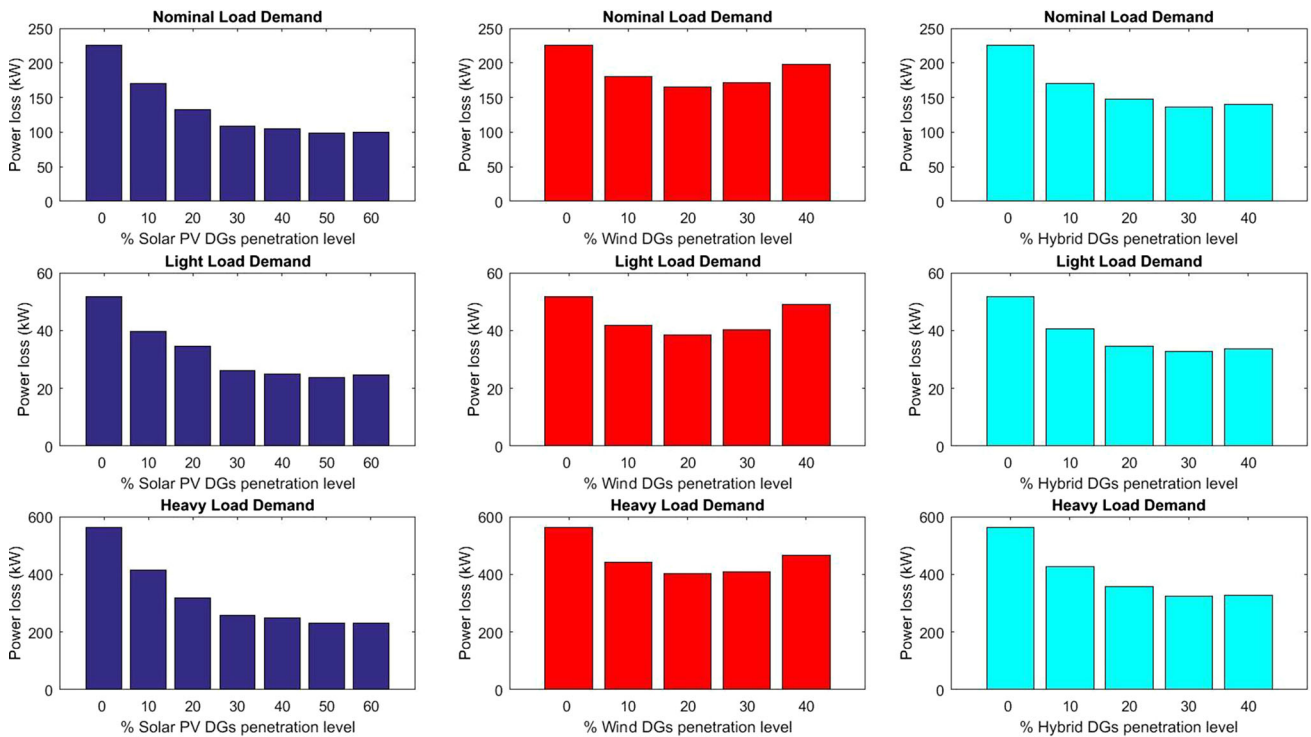 Nominal Load Demand
Power loss (kW)
250
200
150
100
50
0
0 10 20 30 40 50 60
% Solar PV DGs penetration level
Nominal Load Demand
Power loss (kW)
250
200
150
100
50
0
0 10 20 30 40
% Wind DGs penetration level
Nominal Load Demand
Power loss (kW)
250
200
150
100
50
0
0 10 20 30 40
% Hybrid DGs penetration level
Light Load Demand
Power loss (kW)
60
40
20
0
0 10 20 30 40 50 60
% Solar PV DGs penetration level
Light Load Demand
Power loss (kW)
60
40
20
0
0 10 20 30 40
% Wind DGs penetration level
Light Load Demand
Power loss (kW)
60
40
20
0
0 10 20 30 40
% Hybrid DGs penetration level
Heavy Load Demand
Power loss (kW)
600
400
200
0
0 10 20 30 40 50 60
% Solar PV DGs penetration level
Heavy Load Demand
Power loss (kW)
600
400
200
0
0 10 20 30 40
% Wind DGs penetration level
Heavy Load Demand
Power loss (kW)
600
400
200
0
0 10 20 30 40
% Hybrid DGs penetration level